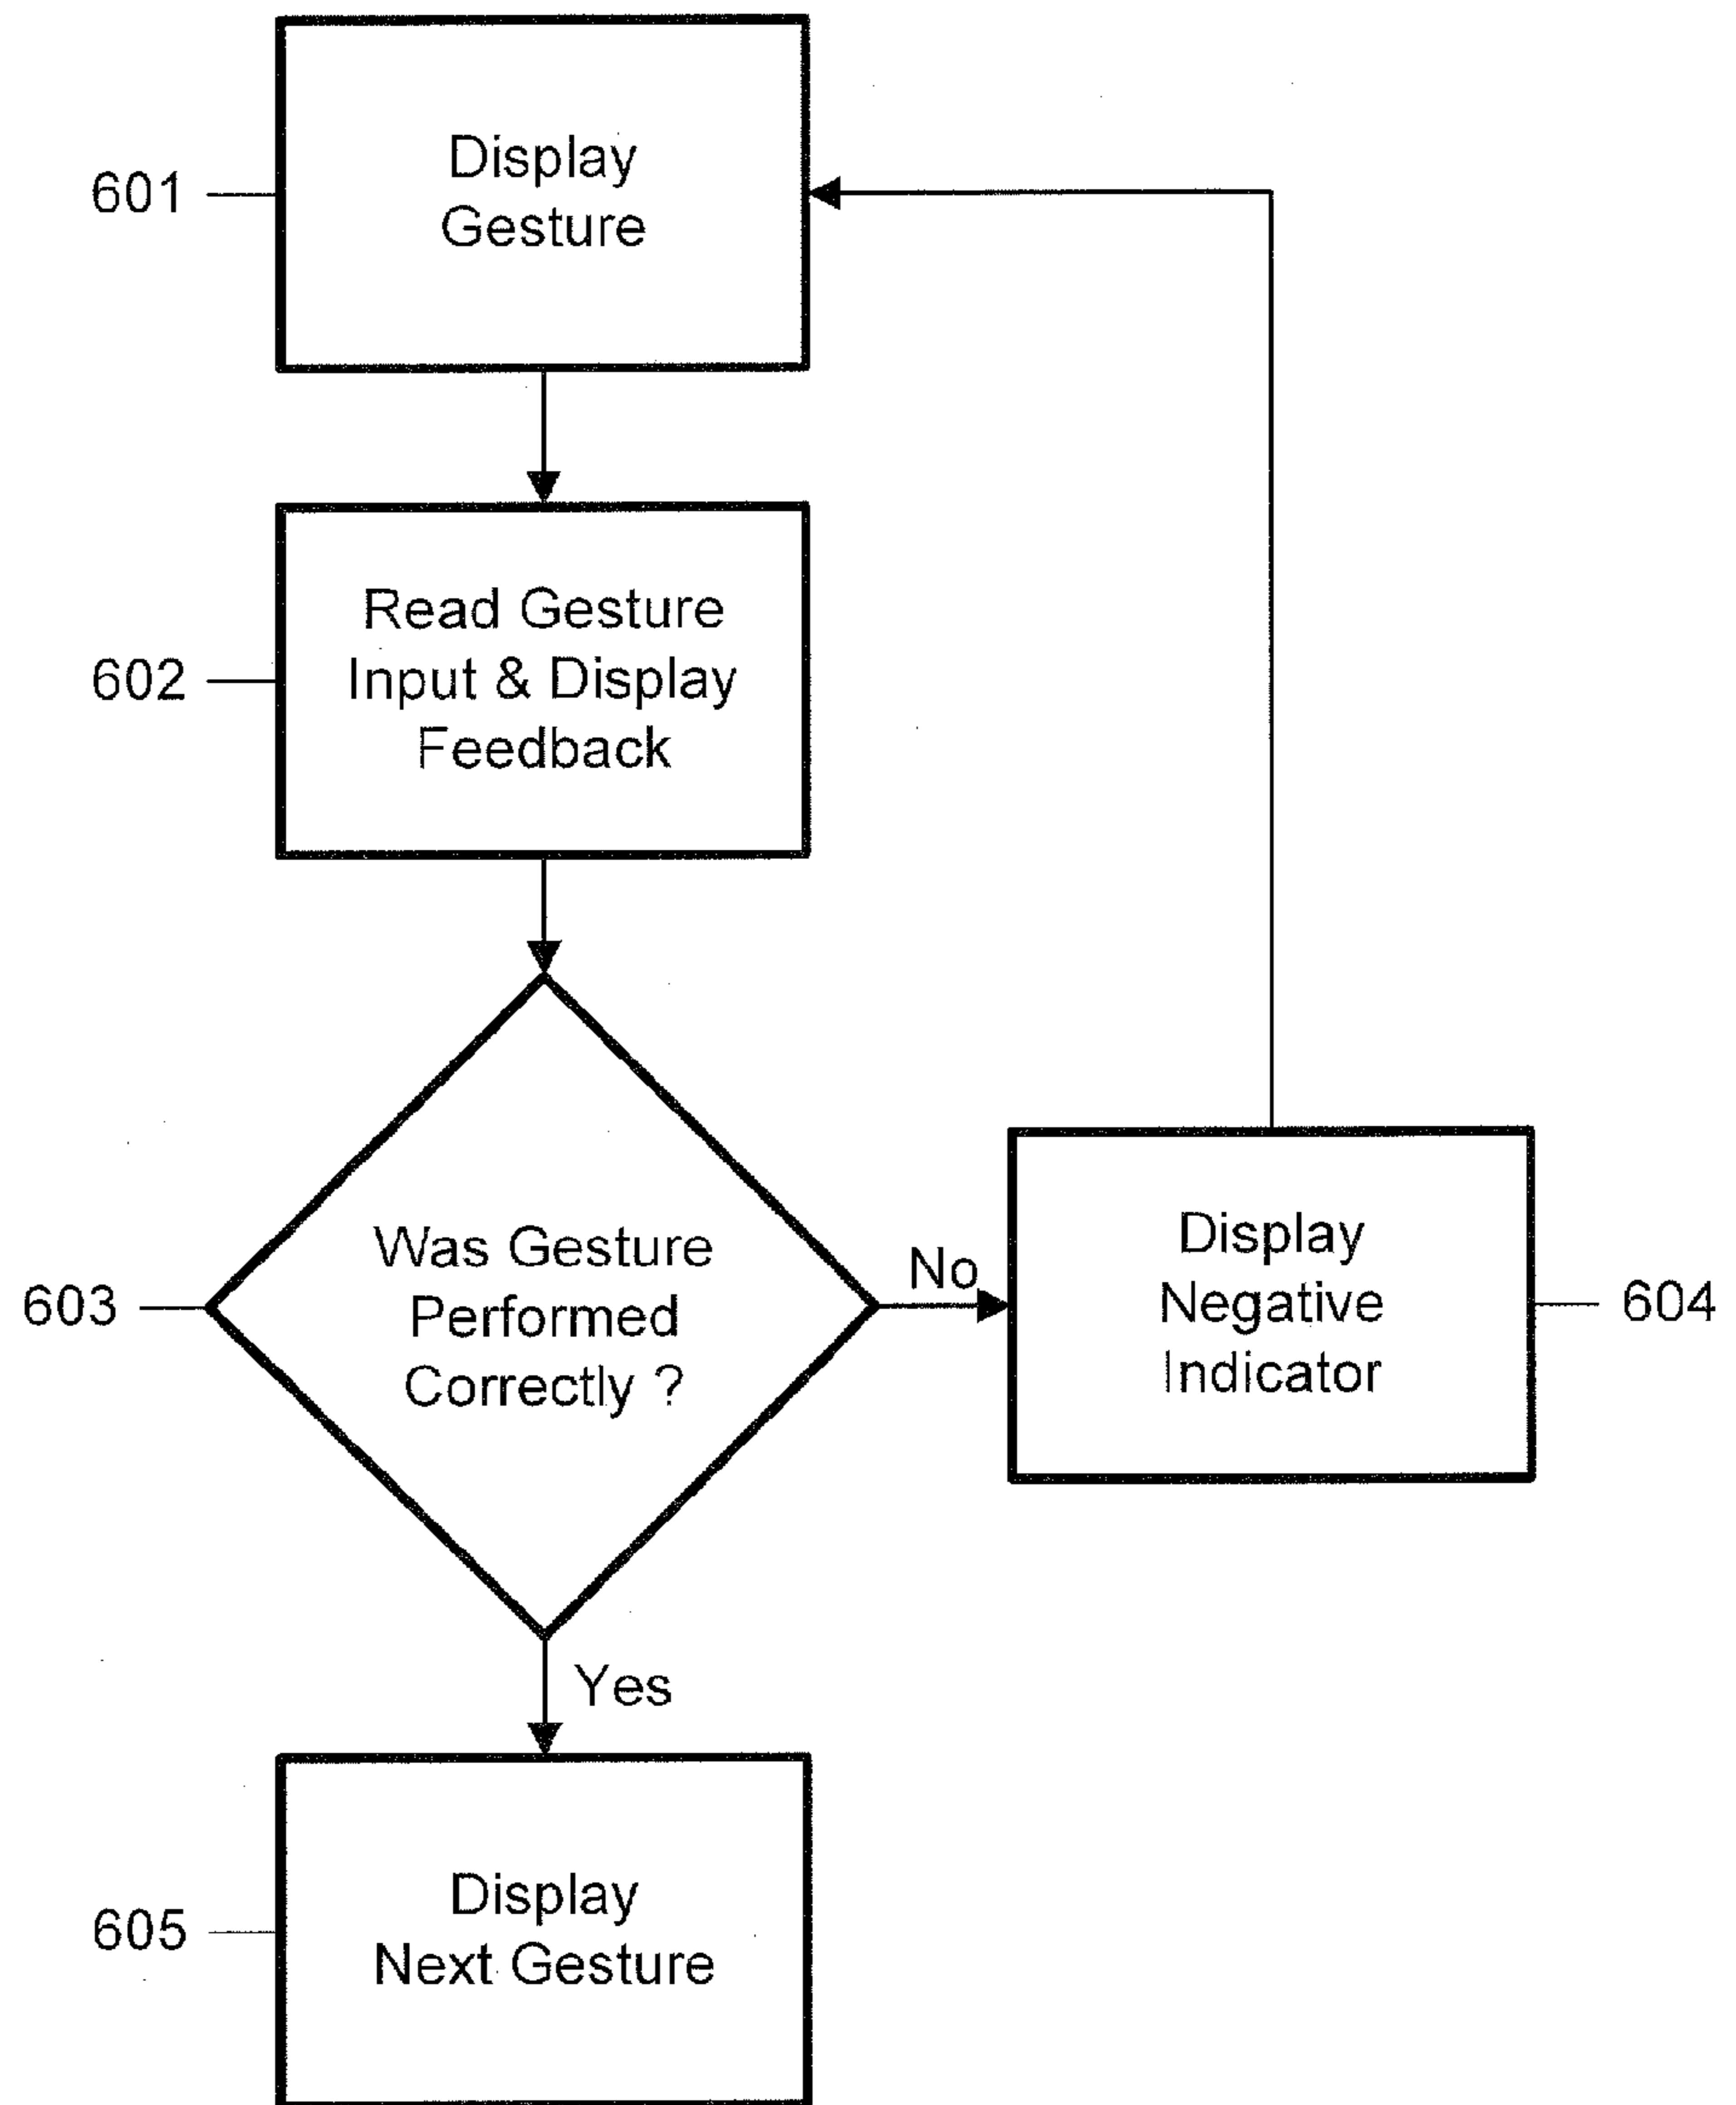 Display
Gesture
601
Read Gesture
Input & Display
Feedback
602
Was Gesture
Performed
Correctly ?
603
No
Display
Negative
Indicator
604
Yes
Display
Next Gesture
605